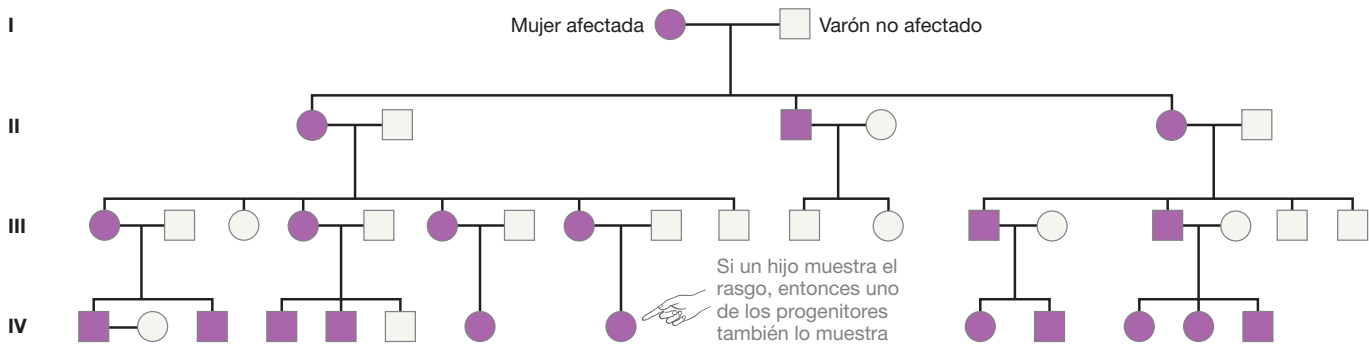 I
Mujer afectada
Varón no afectado
II
III
Si un hijo muestra el
rasgo, entonces uno
de los progenitores
también lo muestra
IV